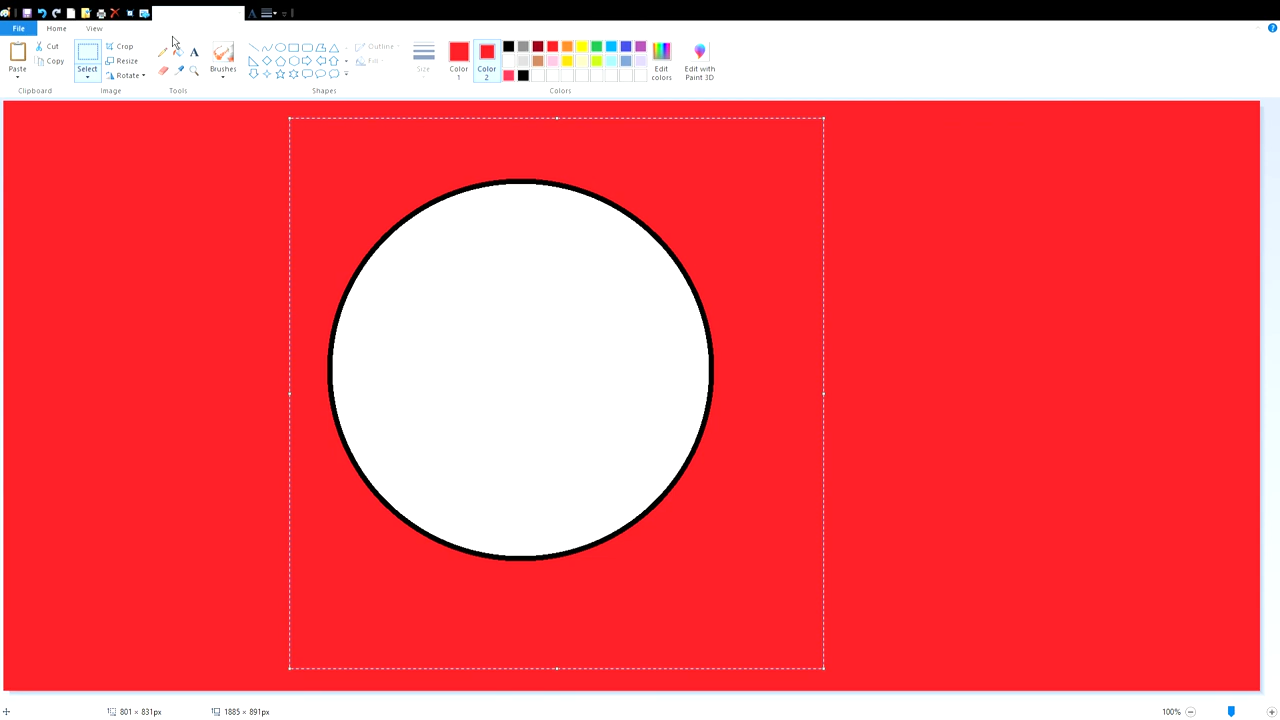 File Home View
Paste
Cut
Copy
Clipboard
Select
Crop
Resize
Rotate
Image
A
Tools
Brushes
Shapes
Outline
Fill
Size
Color 1
Color 2
Edit colors
Colors
Edit with Paint 3D
801 × 831px
1885 × 891px
100%